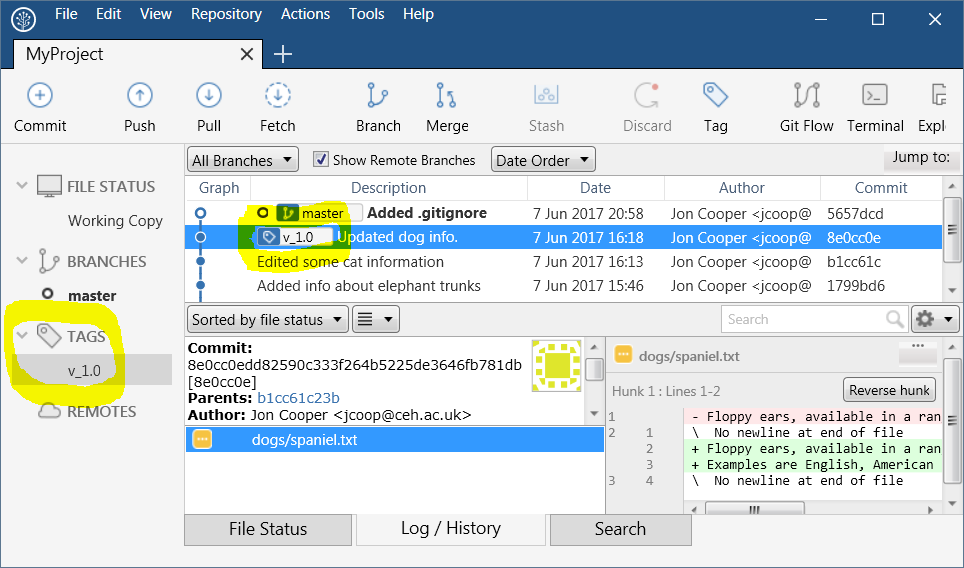 File Edit View Repository Actions Tools Help
MyProject
Commit Push Pull Fetch Branch Merge Stash Discard Tag Git Flow Terminal
All Branches Show Remote Branches Date Order Jump to:
Graph Description Date Author Commit
master Added .gitignore 7 Jun 2017 20:58 Jon Cooper <jcoop@ 5657dcd
v_1.0 Updated dog info. 7 Jun 2017 16:18 Jon Cooper <jcoop@ 8e0cc0e
Edited some cat information 7 Jun 2017 16:13 Jon Cooper <jcoop@ b1cc61c
Added info about elephant trunks 7 Jun 2017 15:46 Jon Cooper <jcoop@ 1799bd6
FILE STATUS
Working Copy
BRANCHES
master
TAGS
v_1.0
REMOTES
Sorted by file status Search
Commit:
8e0cc0edd82590c333f264b5225de3646fb781db
[8e0cc0e]
Parents: b1cc61c23b
Author: Jon Cooper <jcoop@ceh.ac.uk>
dogs/spaniel.txt
dogs/spaniel.txt
Hunk 1 : Lines 1-2 Reverse hunk
1 - Floppy ears, available in a ran
2 1 \ No newline at end of file
2 + Floppy ears, available in a ran
3 + Examples are English, American
3 4 \ No newline at end of file
File Status Log / History Search